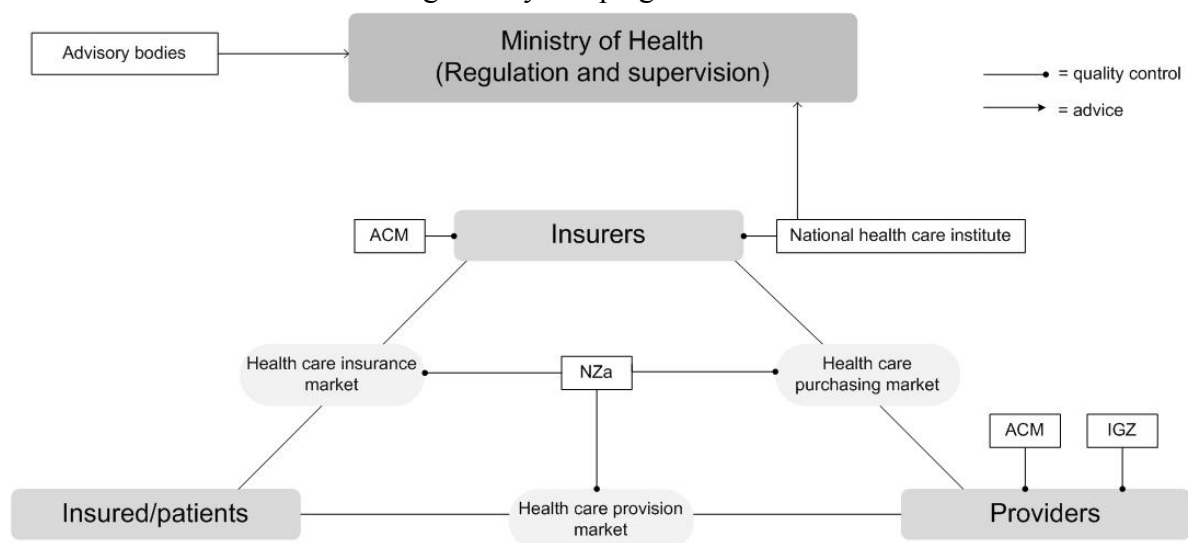 Ministry of Health
(Regulation and supervision)
Advisory bodies
= quality control
= advice
ACM
Insurers
National health care institute
Health care insurance
market
NZa
Health care
purchasing market
ACM
IGZ
Insured/patients
Health care provision
market
Providers